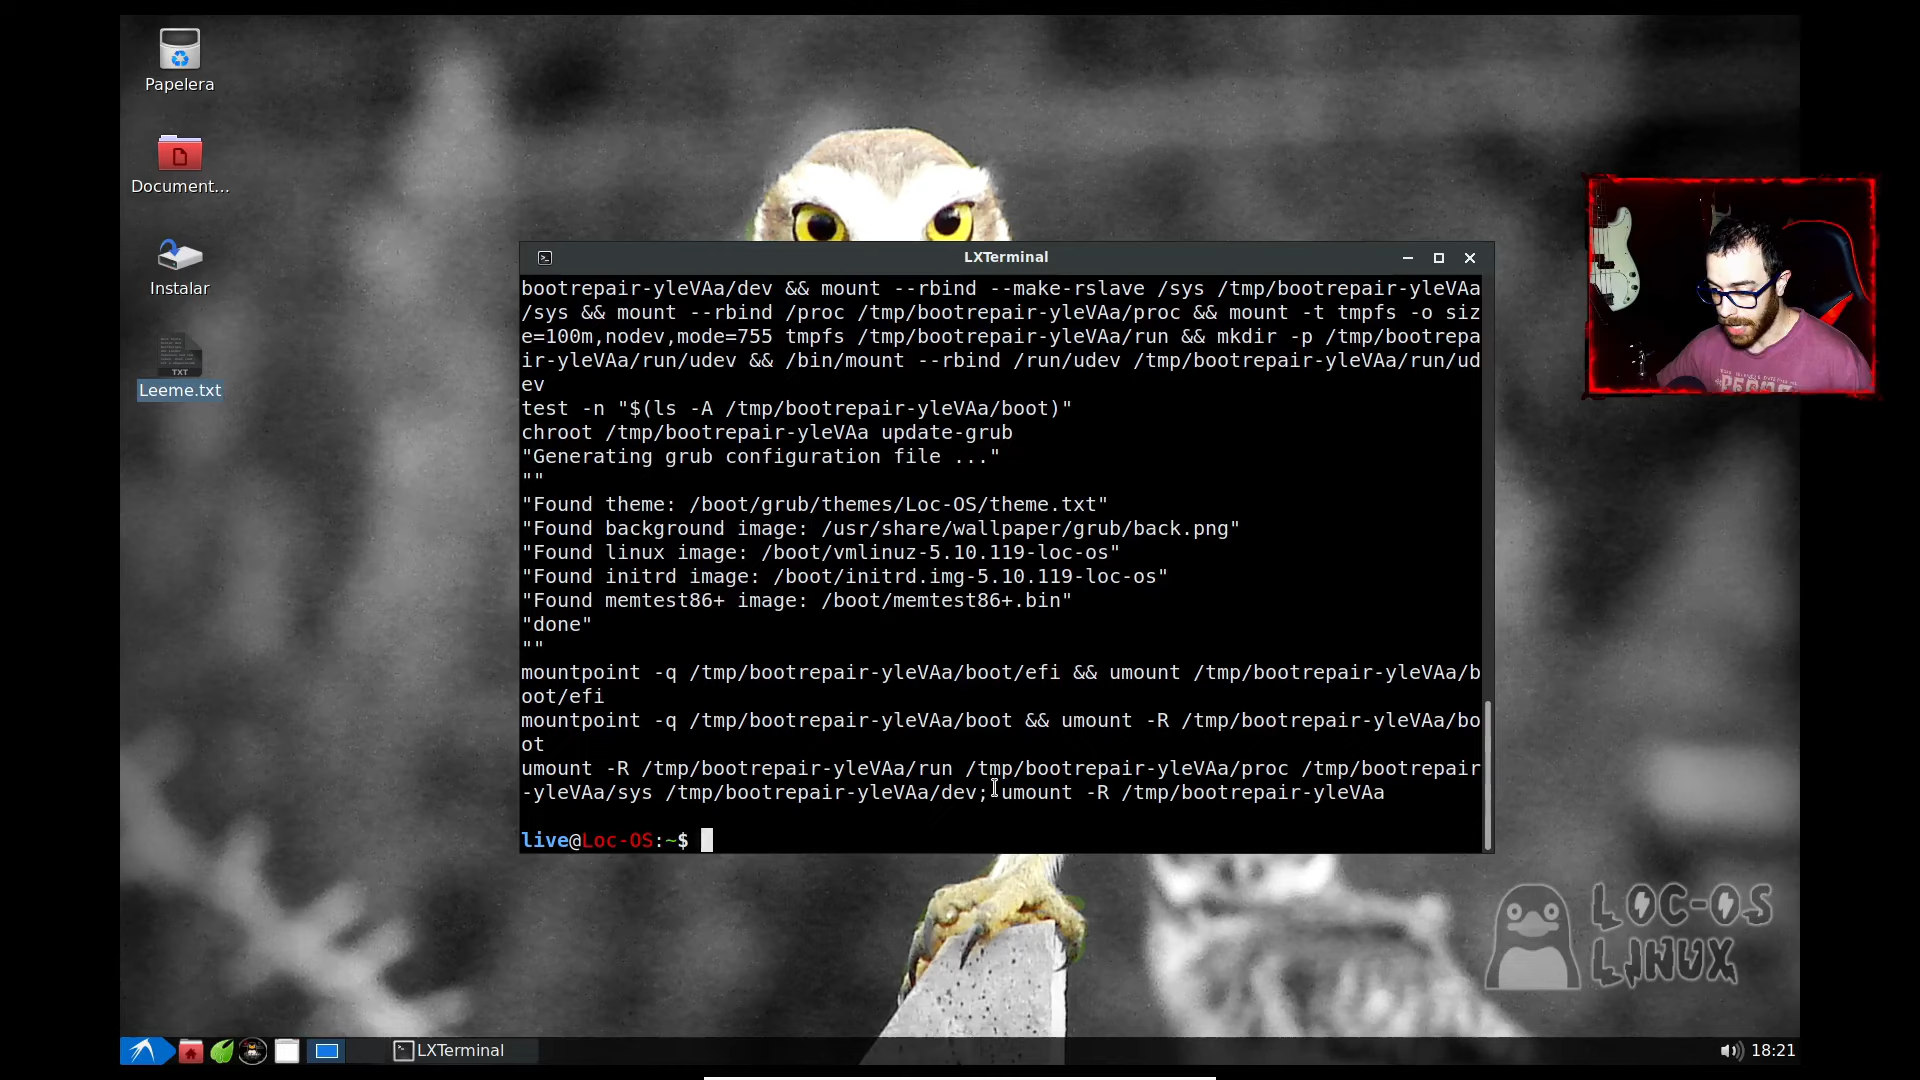 Papelera
Document...
Instalar
TXT
Leeme.txt
LXTerminal
bootrepair-yleVAa/dev && mount --rbind --make-rslave /sys /tmp/bootrepair-yleVAa
/sys && mount --rbind /proc /tmp/bootrepair-yleVAa/proc && mount -t tmpfs -o siz
e=100m,nodev,mode=755 tmpfs /tmp/bootrepair-yleVAa/run && mkdir -p /tmp/bootrepa
ir-yleVAa/run/udev && /bin/mount --rbind /run/udev /tmp/bootrepair-yleVAa/run/ud
ev
test -n "$(ls -A /tmp/bootrepair-yleVAa/boot)"
chroot /tmp/bootrepair-yleVAa update-grub
"Generating grub configuration file ..."
""
"Found theme: /boot/grub/themes/Loc-OS/theme.txt"
"Found background image: /usr/share/wallpaper/grub/back.png"
"Found linux image: /boot/vmlinuz-5.10.119-loc-os"
"Found initrd image: /boot/initrd.img-5.10.119-loc-os"
"Found memtest86+ image: /boot/memtest86+.bin"
"done"
""
mountpoint -q /tmp/bootrepair-yleVAa/boot/efi && umount /tmp/bootrepair-yleVAa/b
oot/efi
mountpoint -q /tmp/bootrepair-yleVAa/boot && umount -R /tmp/bootrepair-yleVAa/bo
ot
umount -R /tmp/bootrepair-yleVAa/run /tmp/bootrepair-yleVAa/proc /tmp/bootrepair
-yleVAa/sys /tmp/bootrepair-yleVAa/dev; umount -R /tmp/bootrepair-yleVAa
live@Loc-OS:~$
LOC-OS
LINUX
LXTerminal
18:21